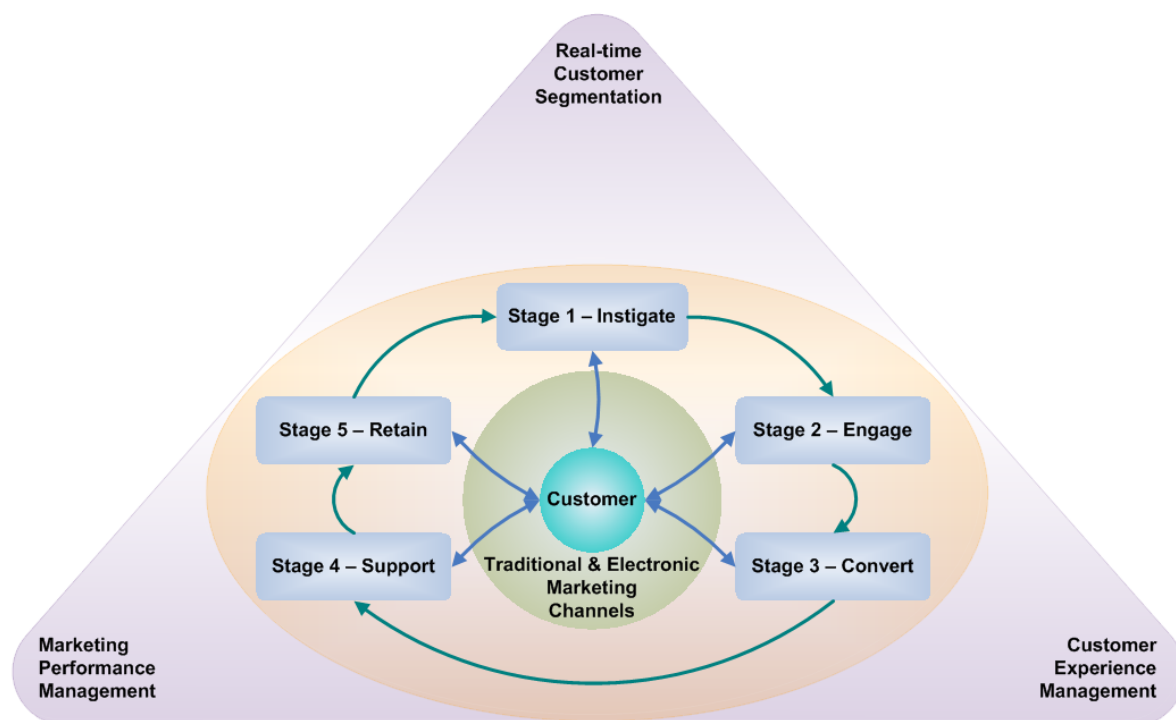 Real-time
Customer
Segmentation
Stage 1 – Instigate
Stage 5 – Retain
Stage 2 – Engage
Customer
Stage 4 – Support
Traditional & Electronic
Marketing
Channels
Stage 3 – Convert
Marketing
Performance
Management
Customer
Experience
Management